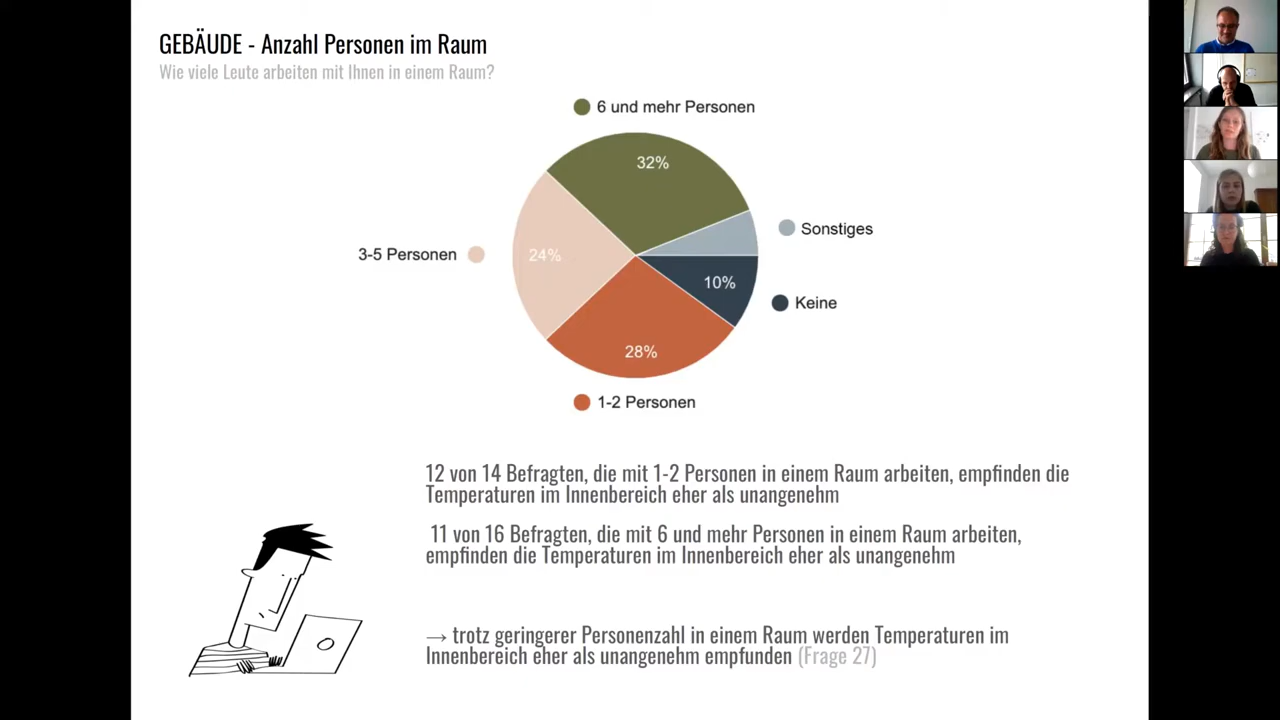 GEBÄUDE - Anzahl Personen im Raum
Wie viele Leute arbeiten mit Ihnen in einem Raum?
6 und mehr Personen
32%
Sonstiges
3-5 Personen
24%
10%
Keine
28%
1-2 Personen
12 von 14 Befragten, die mit 1-2 Personen in einem Raum arbeiten, empfinden die
Temperaturen im Innenbereich eher als unangenehm
11 von 16 Befragten, die mit 6 und mehr Personen in einem Raum arbeiten,
empfinden die Temperaturen im Innenbereich eher als unangenehm
→ trotz geringerer Personenzahl in einem Raum werden Temperaturen im
Innenbereich eher als unangenehm empfunden (Frage 27)